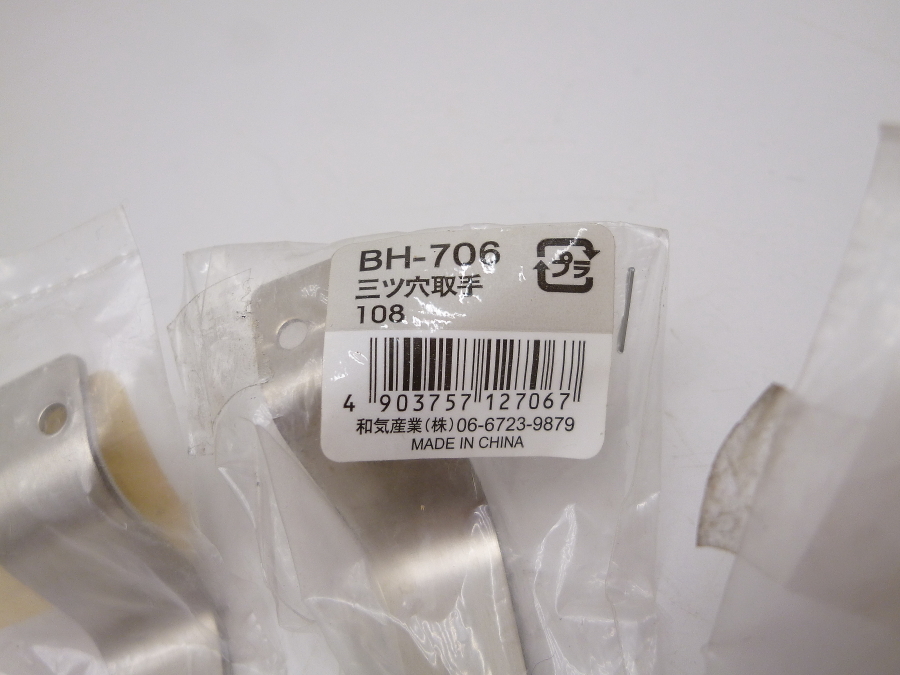 BH-706
プラ
三ツ穴取手
108
4 903757 127067
和気産業(株)06-6723-9879
MADE IN CHINA